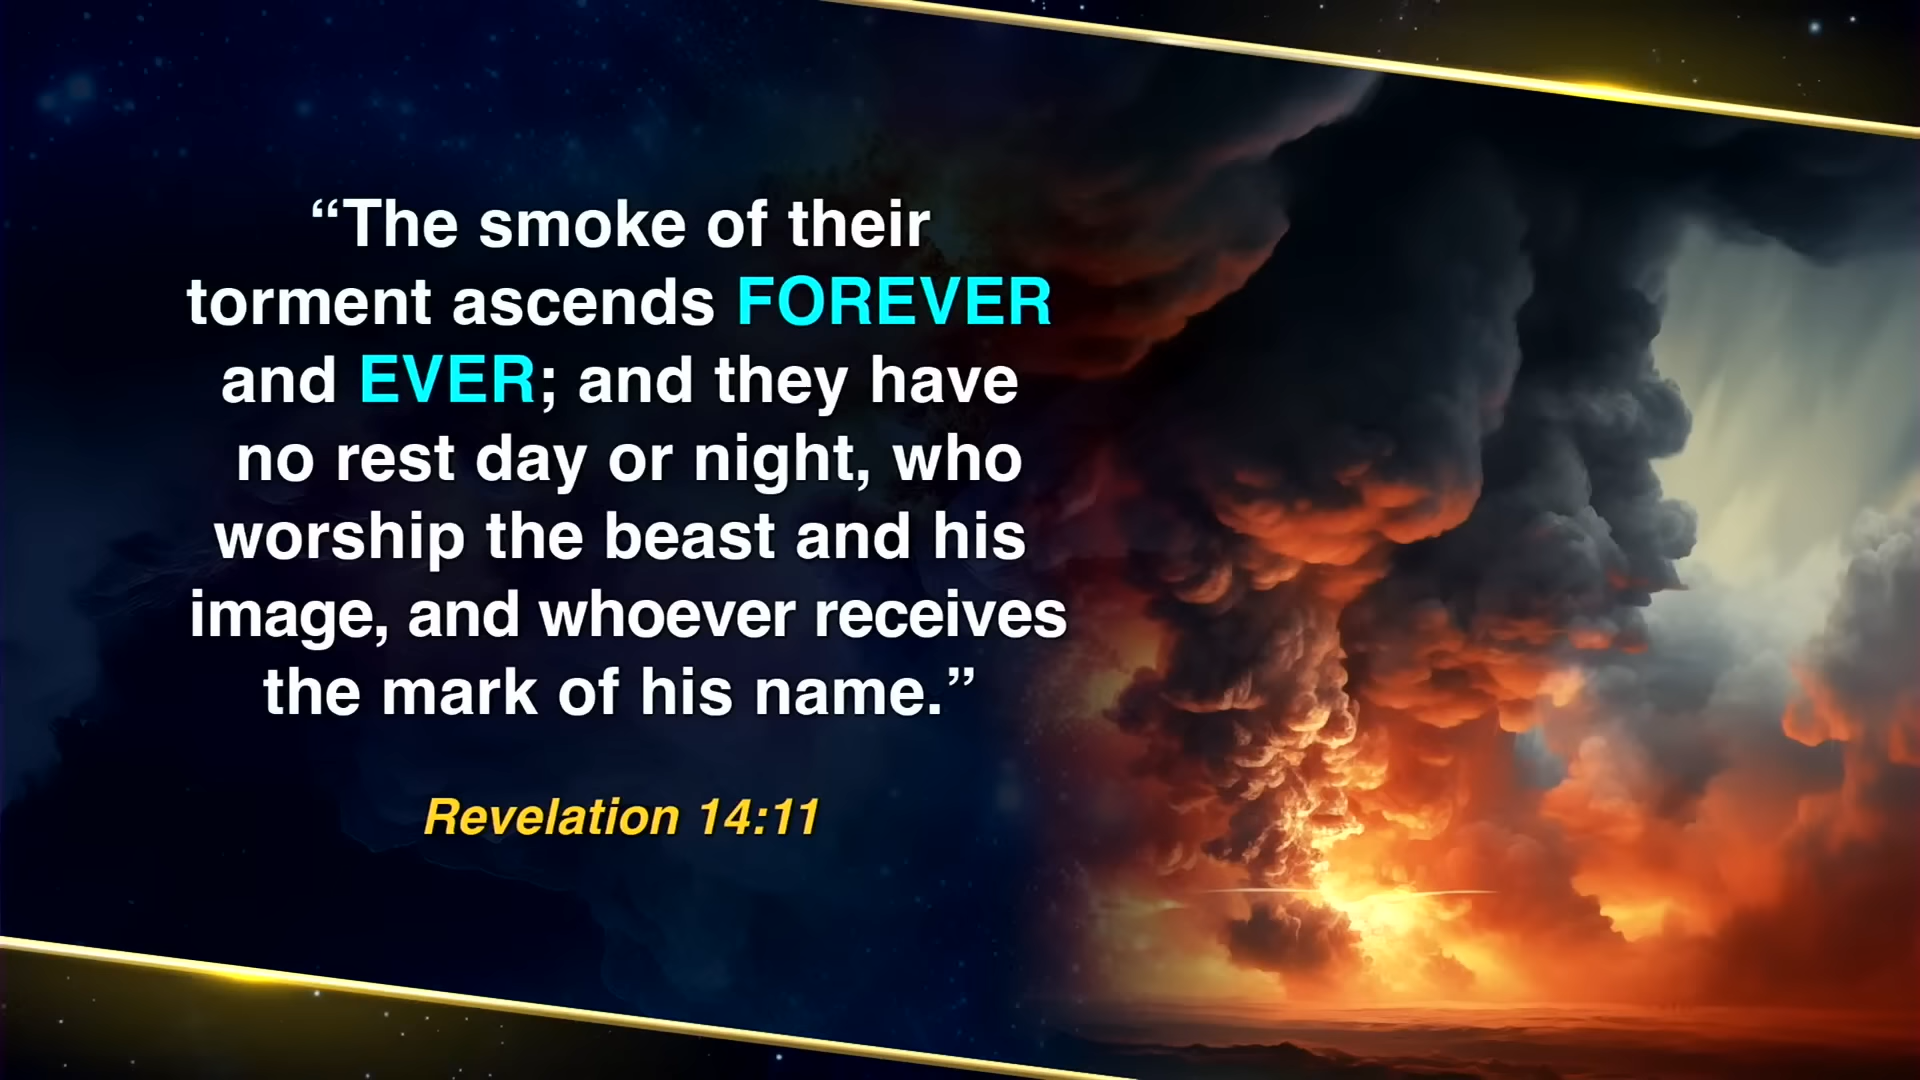 “The smoke of their
torment ascends FOREVER
and EVER; and they have
no rest day or night, who
worship the beast and his
image, and whoever receives
the mark of his name.”
Revelation 14:11